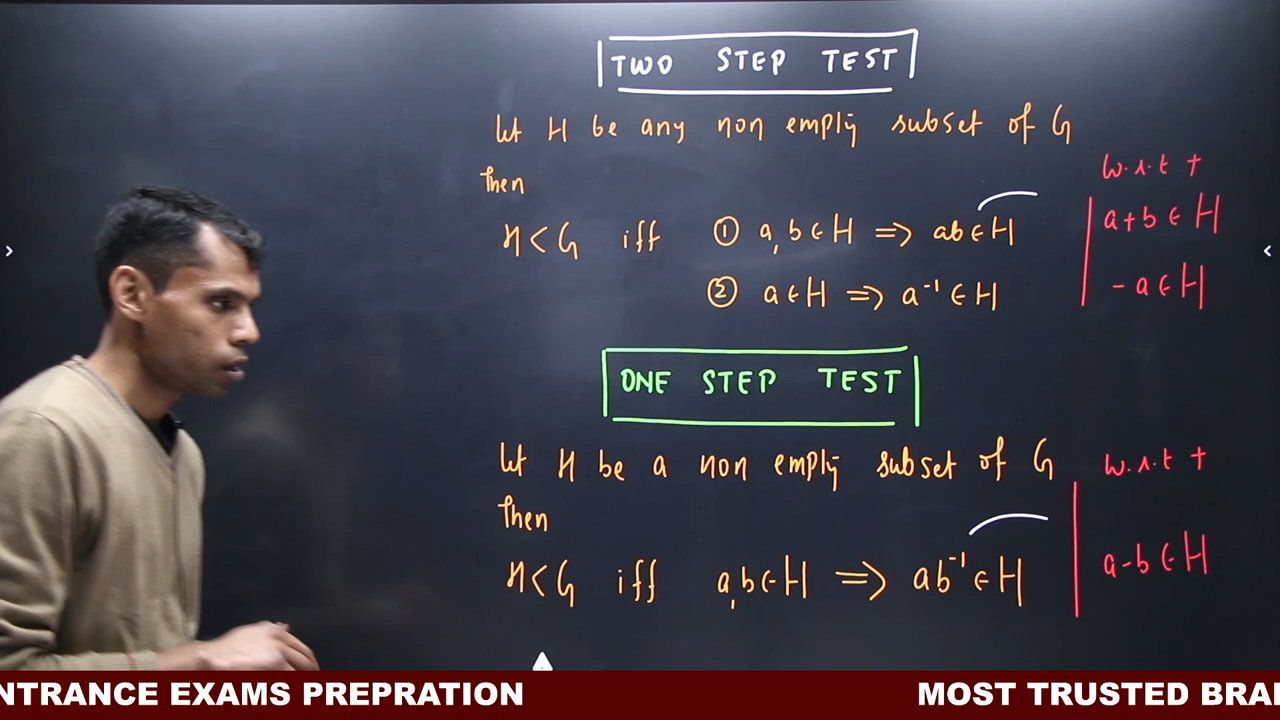 TWO STEP TEST
Let H be any non empty subset of G
Then
H < G iff ① a, b ∈ H => ab ∈ H
② a ∈ H => a⁻¹ ∈ H
w.r.t +
a+b ∈ H
-a ∈ H
ONE STEP TEST
Let H be a non empty subset of G
Then
H < G iff a, b ∈ H => ab⁻¹ ∈ H
w.r.t +
a-b ∈ H
NTRANCE EXAMS PREPRATION
MOST TRUSTED BRA